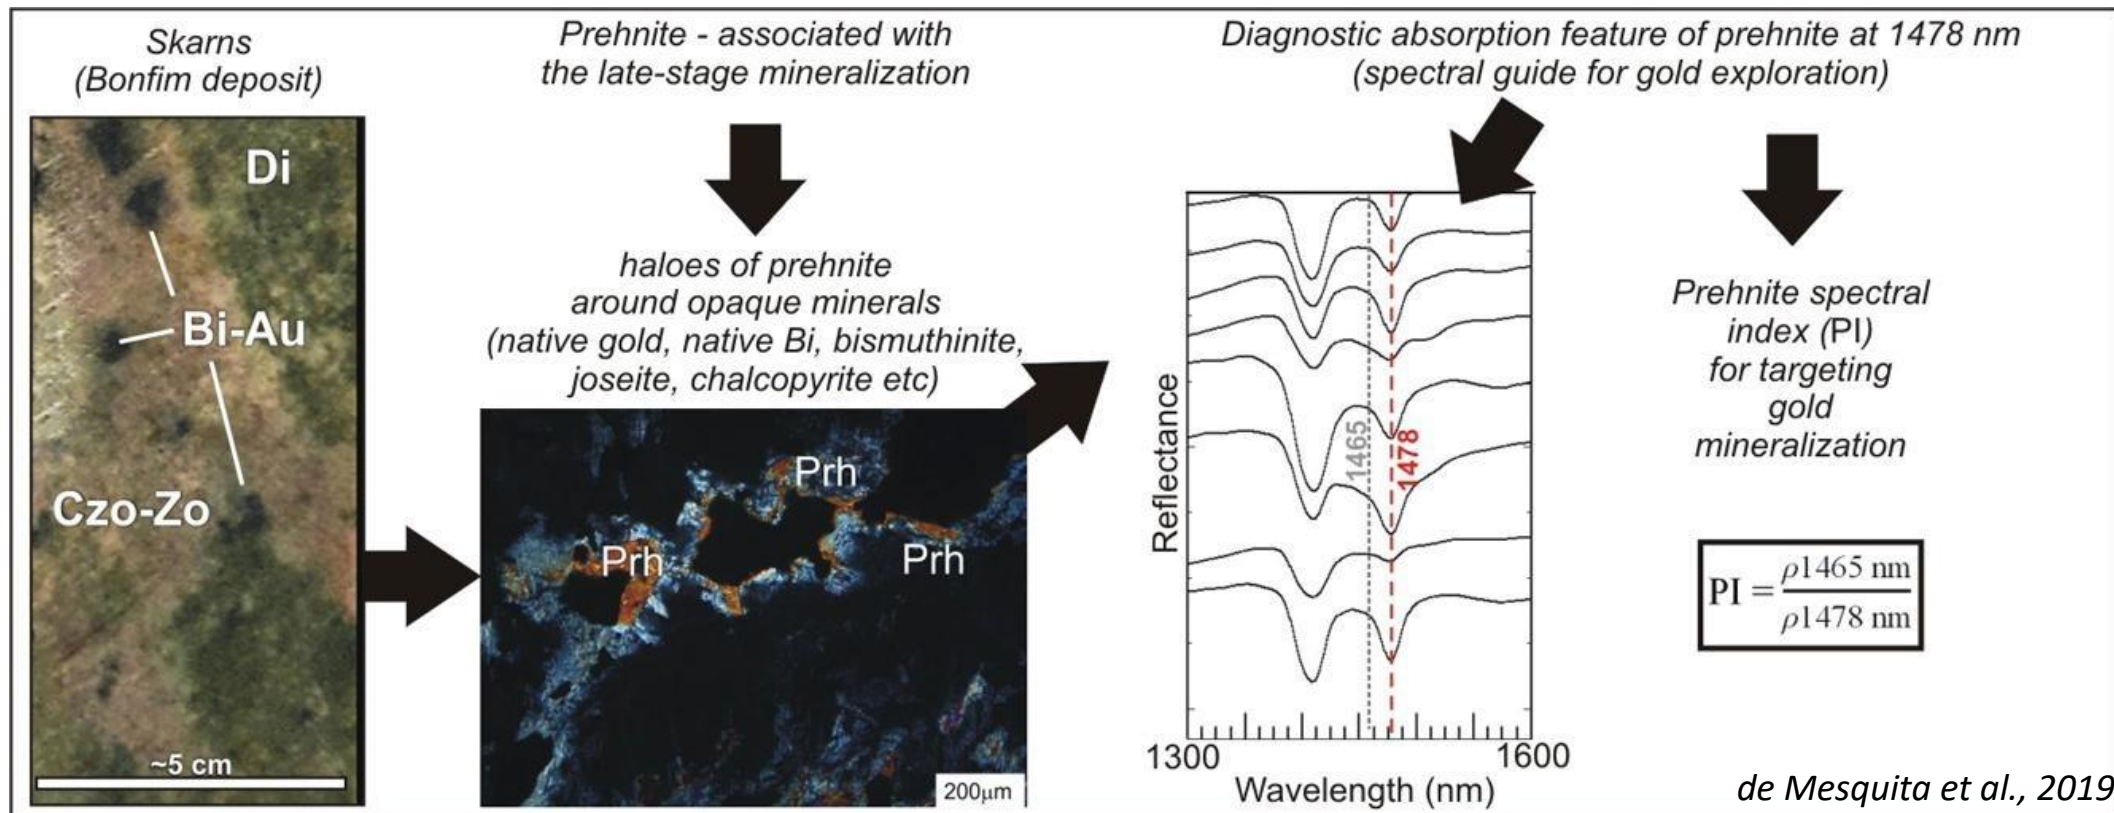 Skarns
(Bonfim deposit)
Di
Bi-Au
Czo-Zo
~5 cm
Prehnite - associated with
the late-stage mineralization
haloes of prehnite
around opaque minerals
(native gold, native Bi, bismuthinite,
joseite, chalcopyrite etc)
Prh
Prh
Prh
200μm
Diagnostic absorption feature of prehnite at 1478 nm
(spectral guide for gold exploration)
Reflectance
1465
1478
1300
1600
Wavelength (nm)
Prehnite spectral
index (PI)
for targeting
gold
mineralization
PI = ρ1465 nm
ρ1478 nm
de Mesquita et al., 2019